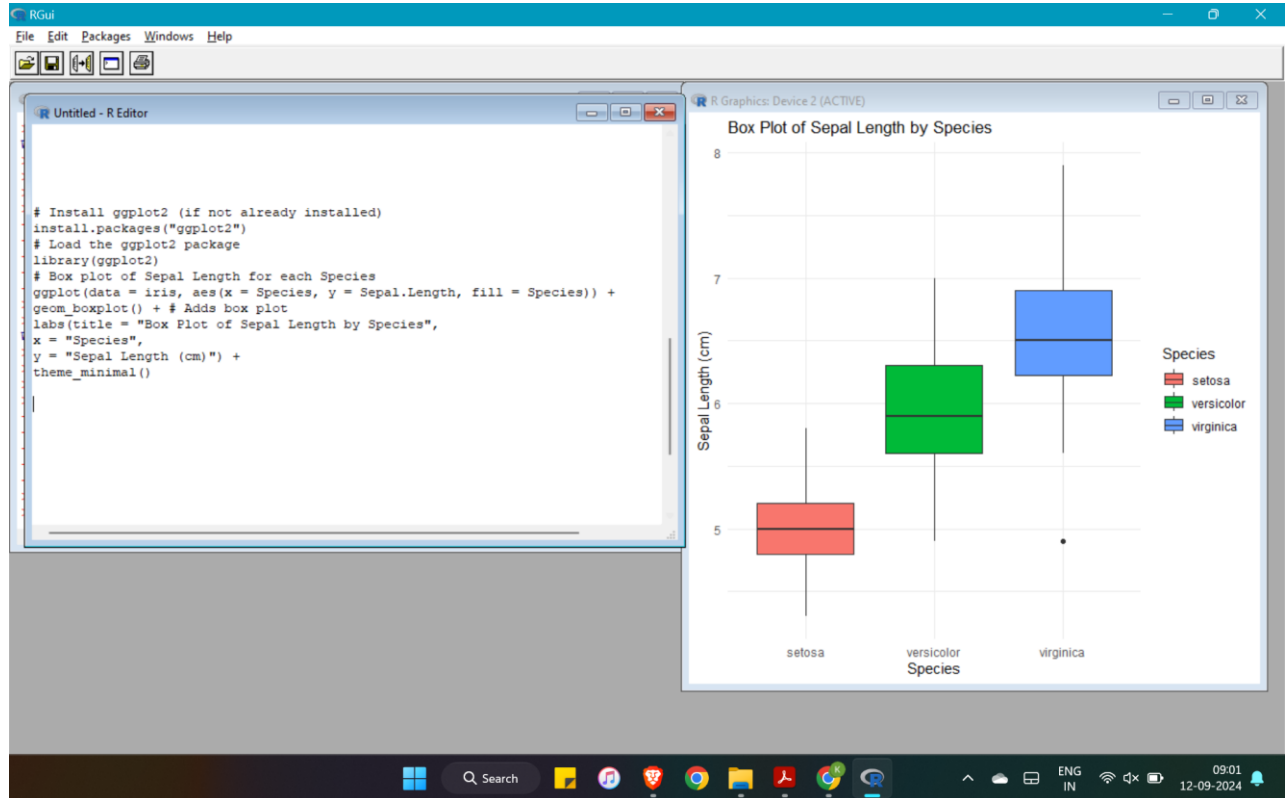 RGui
File Edit Packages Windows Help
Untitled - R Editor
# Install ggplot2 (if not already installed)
install.packages("ggplot2")
# Load the ggplot2 package
library(ggplot2)
# Box plot of Sepal Length for each Species
ggplot(data = iris, aes(x = Species, y = Sepal.Length, fill = Species)) +
geom_boxplot() + # Adds box plot
labs(title = "Box Plot of Sepal Length by Species",
x = "Species",
y = "Sepal Length (cm)") +
theme_minimal()
R Graphics: Device 2 (ACTIVE)
Box Plot of Sepal Length by Species
8
7
6
5
Sepal Length (cm)
setosa versicolor virginica
Species
Species
setosa
versicolor
virginica
Search
ENG
IN
09:01
12-09-2024